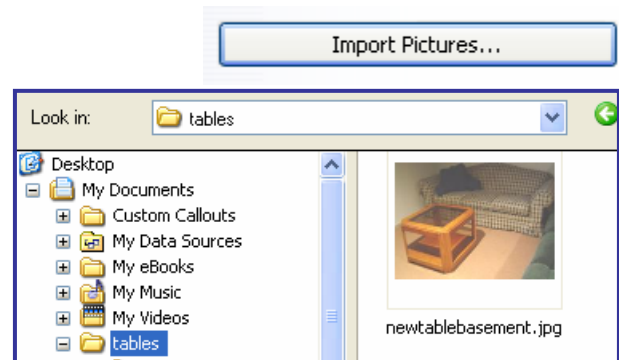 Import Pictures...
Look in: tables
Desktop
My Documents
Custom Callouts
My Data Sources
My eBooks
My Music
My Videos
tables
newtablebasement.jpg